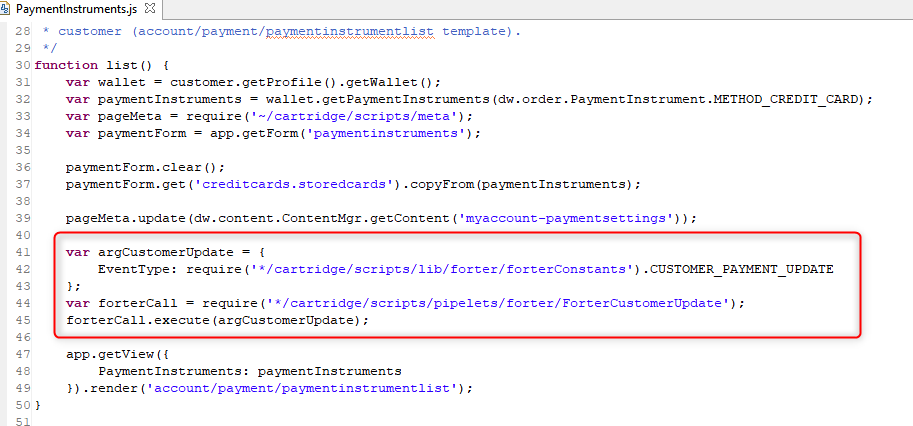 PaymentInstruments.js
28 * customer (account/payment/paymentinstrumentlist template).
29 */
30 function list() {
31 var wallet = customer.getProfile().getWallet();
32 var paymentInstruments = wallet.getPaymentInstruments(dw.order.PaymentInstrument.METHOD_CREDIT_CARD);
33 var pageMeta = require('~/cartridge/scripts/meta');
34 var paymentForm = app.getForm('paymentinstruments');
35
36 paymentForm.clear();
37 paymentForm.get('creditcards.storedcards').copyFrom(paymentInstruments);
38
39 pageMeta.update(dw.content.ContentMgr.getContent('myaccount-paymentsettings'));
40
41 var argCustomerUpdate = {
42 EventType: require('*/cartridge/scripts/lib/forter/forterConstants').CUSTOMER_PAYMENT_UPDATE
43 };
44 var forterCall = require('*/cartridge/scripts/pipelets/forter/ForterCustomerUpdate');
45 forterCall.execute(argCustomerUpdate);
46
47 app.getView({
48 PaymentInstruments: paymentInstruments
49 }).render('account/payment/paymentinstrumentlist');
50 }
51